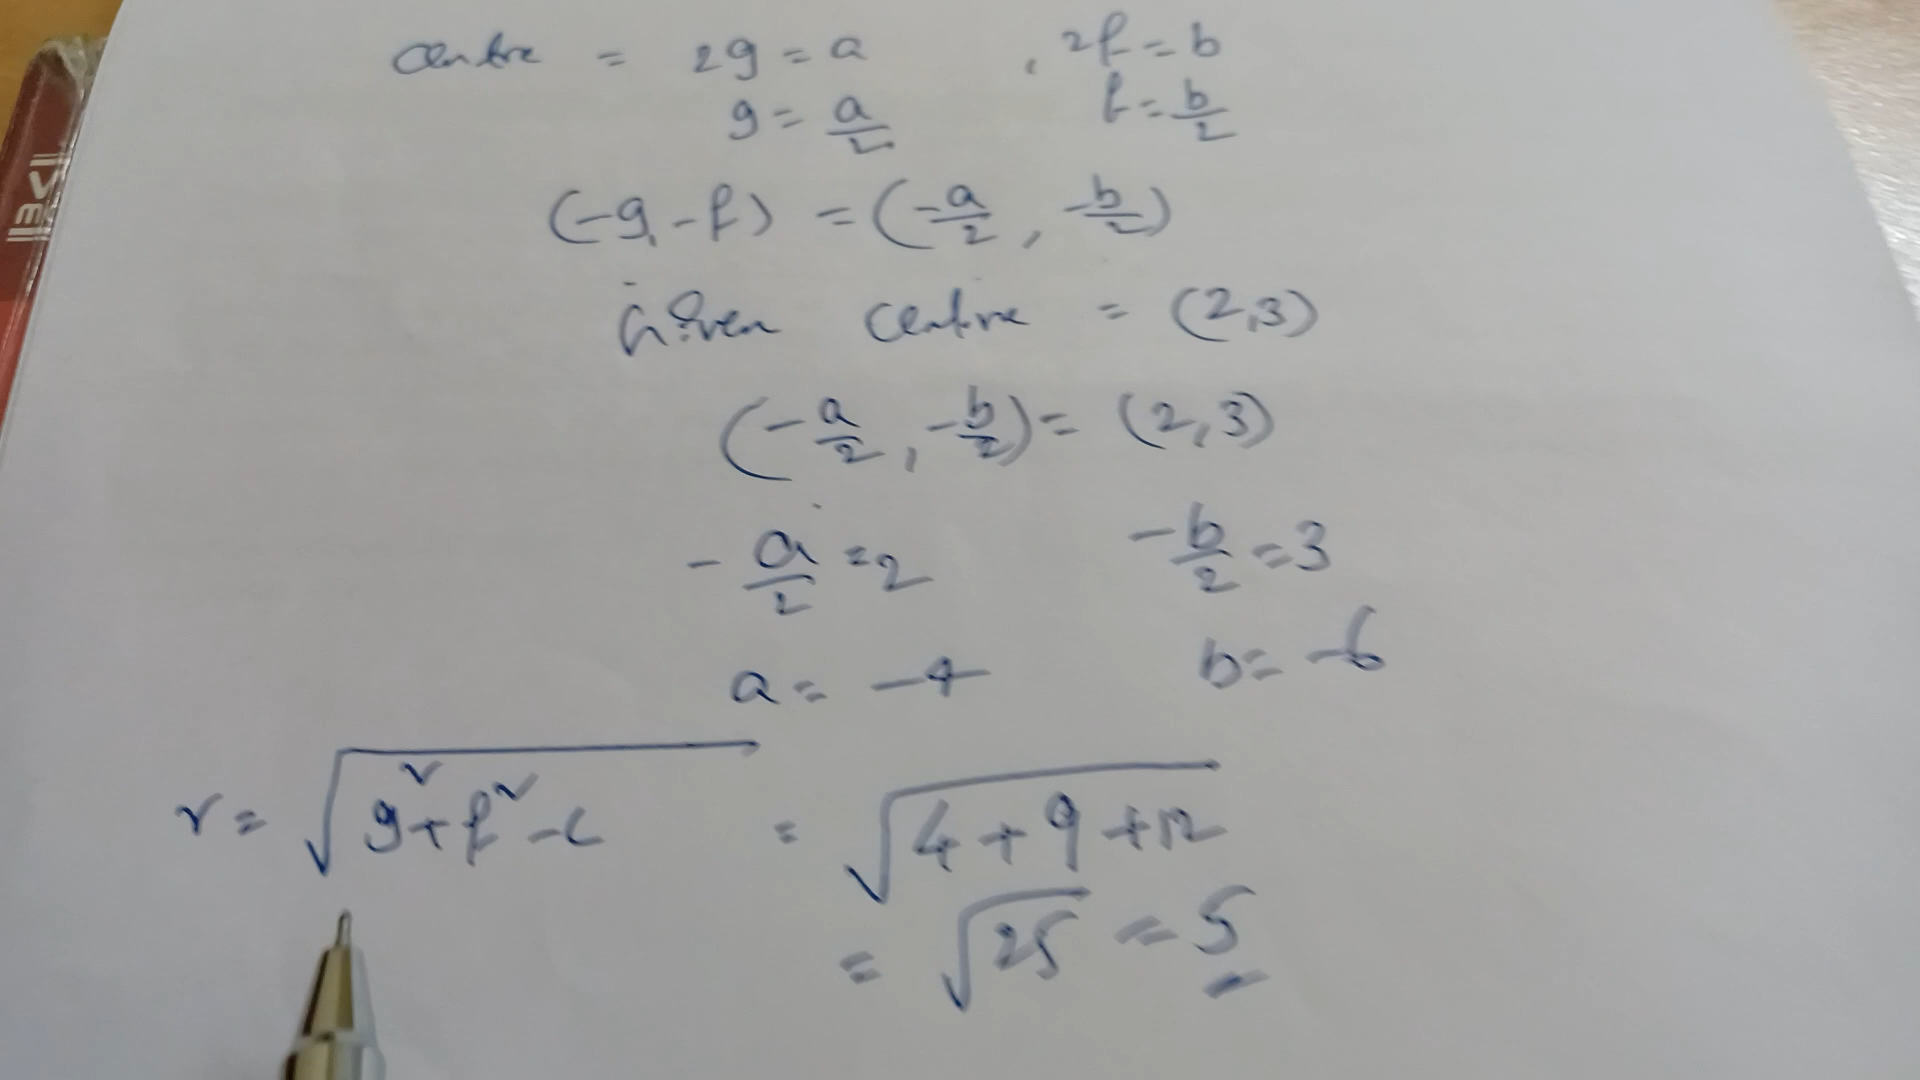 centre = 2g = a , 2f = b
g = a/2 f = b/2
(-g, -f) = (-a/2, -b/2)
Given centre = (2,3)
(-a/2, -b/2) = (2,3)
-a/2 = 2 -b/2 = 3
a = -4 b = -6
r = √(g²+f²-c) = √(4+9+12)
= √25 = 5